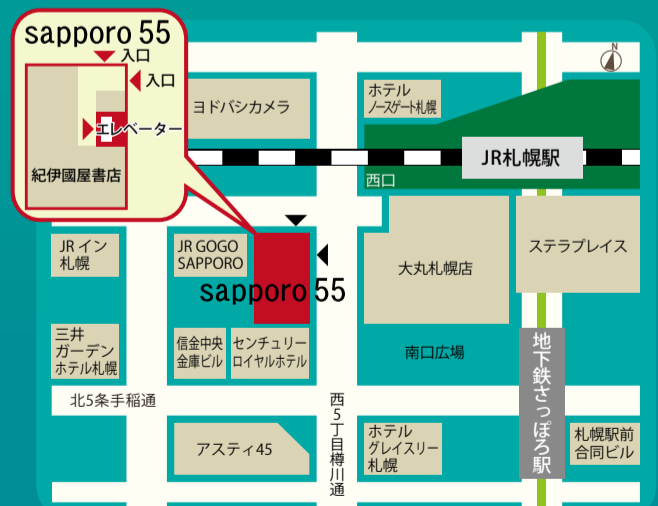 sapporo 55
入口
入口
エレベーター
紀伊國屋書店
ヨドバシカメラ
ホテル
ノースゲート札幌
N
JR札幌駅
西口
JRイン
札幌
JR GOGO
SAPPORO
sapporo 55
大丸札幌店
ステラプレイス
三井
ガーデン
ホテル札幌
信金中央
金庫ビル
センチュリー
ロイヤルホテル
南口広場
地下鉄さっぽろ駅
北5条手稲通
西5丁目樽川通
アスティ45
ホテル
グレイスリー
札幌
札幌駅前
合同ビル